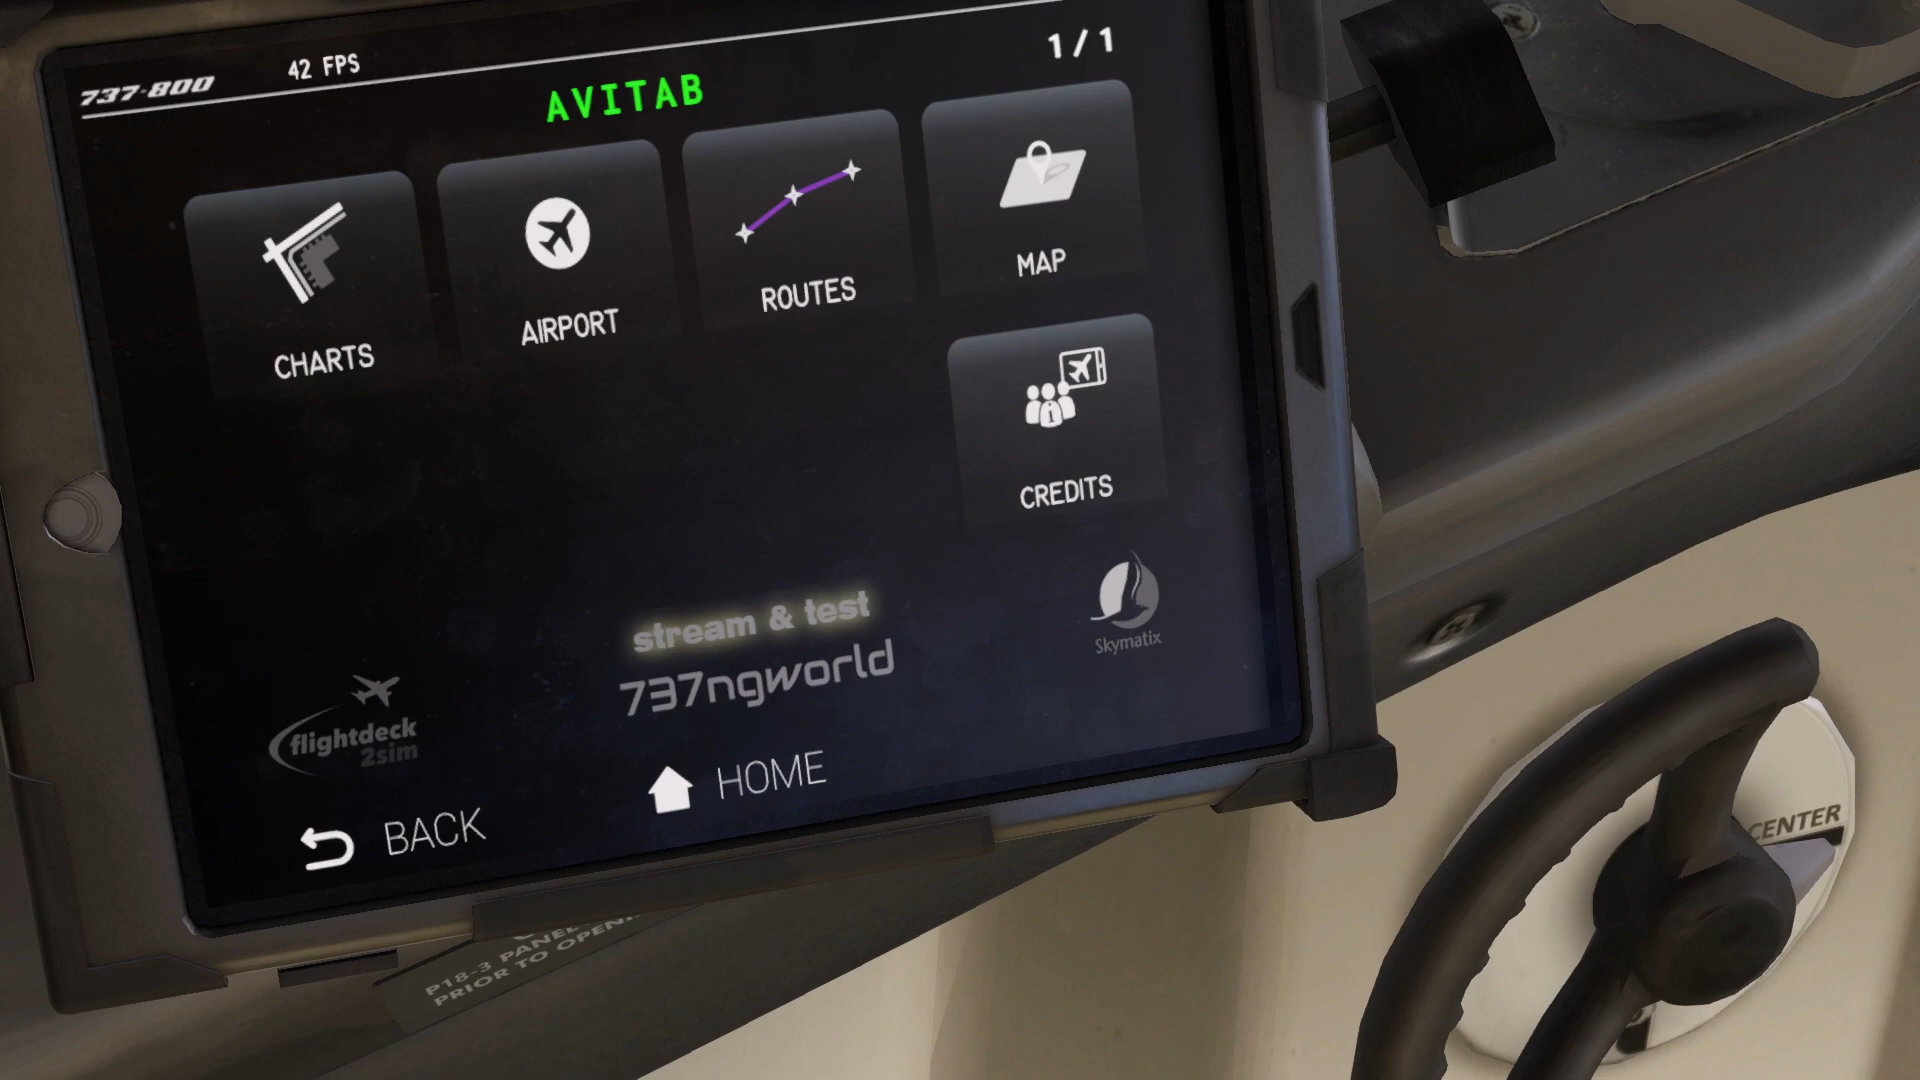 737-800
42 FPS
1 / 1
AVITAB
CHARTS
AIRPORT
ROUTES
MAP
CREDITS
stream & test
737ngworld
flightdeck
2sim
Skymatix
BACK
HOME
P18-3 PANEL
PRIOR TO
CENTER